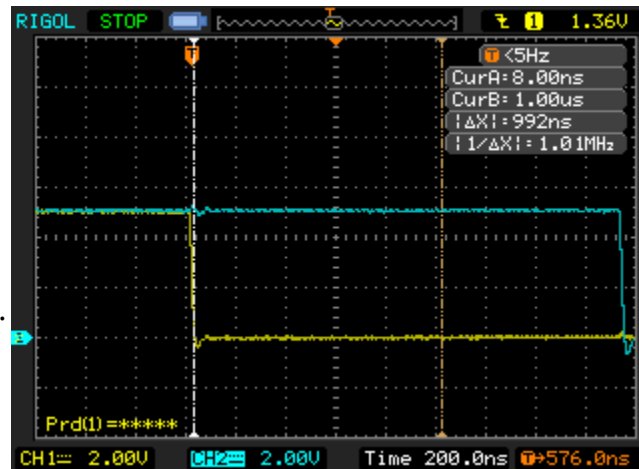 RIGOL STOP T 1 1.36V
T <5Hz
CurA=8.00ns
CurB=1.00us
|ΔX|=992ns
|1/ΔX|=1.01MHz
T
Prd(1)=*****
CH1= 2.00V CH2= 2.00V Time 200.0ns T→576.0ns